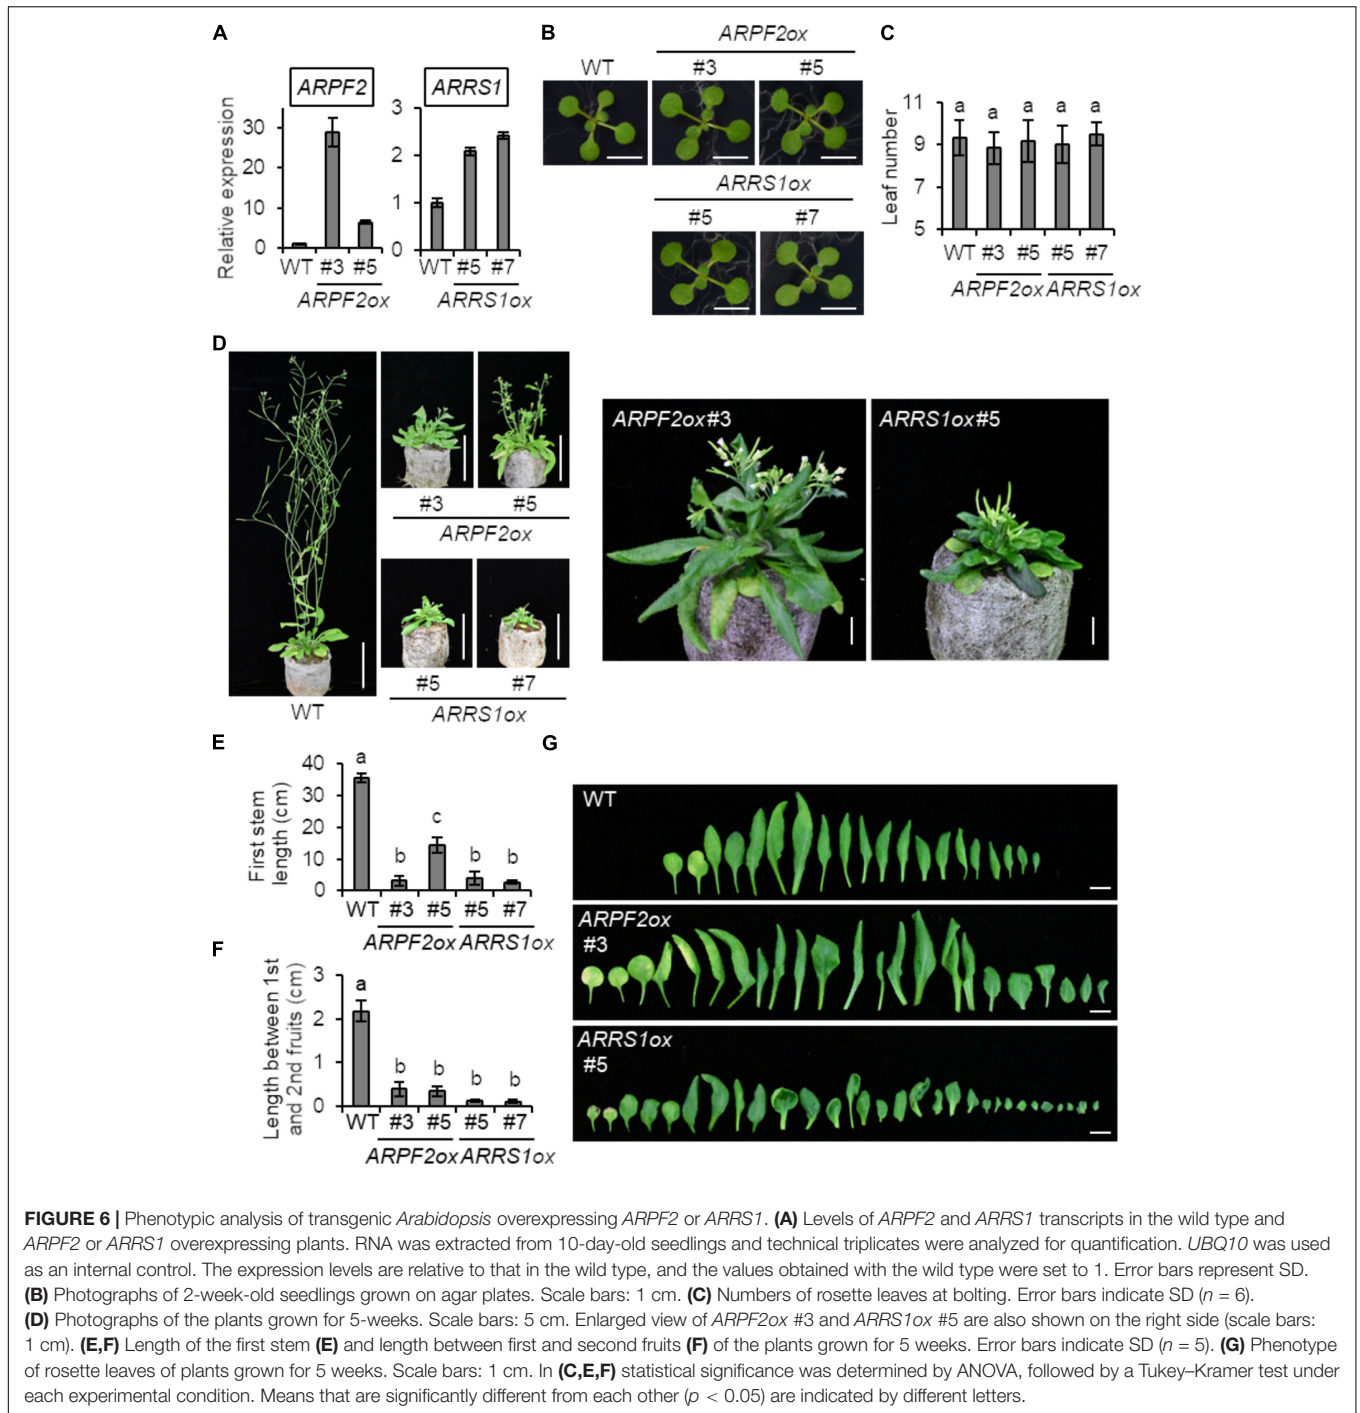 A
ARPF2
ARRS1
Relative expression
30
20
10
0
3
2
1
0
WT #3 #5
WT #5 #7
ARPF2ox
ARRS1ox
B
ARPF2ox
WT
#3
#5
ARRS1ox
#5
#7
C
Leaf number
11
9
7
5
a a a a a
WT #3 #5 #5 #7
ARPF2ox ARRS1ox
D
WT
#3
#5
ARPF2ox
#5
#7
ARRS1ox
ARPF2ox#3
ARRS1ox#5
E
First stem
length (cm)
40
30
20
10
0
a b c b b
WT #3 #5 #5 #7
ARPF2ox ARRS1ox
F
Length between 1st
and 2nd fruits (cm)
3
2
1
0
a b b b b
WT #3 #5 #5 #7
ARPF2ox ARRS1ox
G
WT
ARPF2ox
#3
ARRS1ox
#5
FIGURE 6 | Phenotypic analysis of transgenic Arabidopsis overexpressing ARPF2 or ARRS1. (A) Levels of ARPF2 and ARRS1 transcripts in the wild type and
ARPF2 or ARRS1 overexpressing plants. RNA was extracted from 10-day-old seedlings and technical triplicates were analyzed for quantification. UBQ10 was used
as an internal control. The expression levels are relative to that in the wild type, and the values obtained with the wild type were set to 1. Error bars represent SD.
(B) Photographs of 2-week-old seedlings grown on agar plates. Scale bars: 1 cm. (C) Numbers of rosette leaves at bolting. Error bars indicate SD (n = 6).
(D) Photographs of the plants grown for 5-weeks. Scale bars: 5 cm. Enlarged view of ARPF2ox #3 and ARRS1ox #5 are also shown on the right side (scale bars:
1 cm). (E,F) Length of the first stem (E) and length between first and second fruits (F) of the plants grown for 5 weeks. Error bars indicate SD (n = 5). (G) Phenotype
of rosette leaves of plants grown for 5 weeks. Scale bars: 1 cm. In (C,E,F) statistical significance was determined by ANOVA, followed by a Tukey–Kramer test under
each experimental condition. Means that are significantly different from each other (p < 0.05) are indicated by different letters.